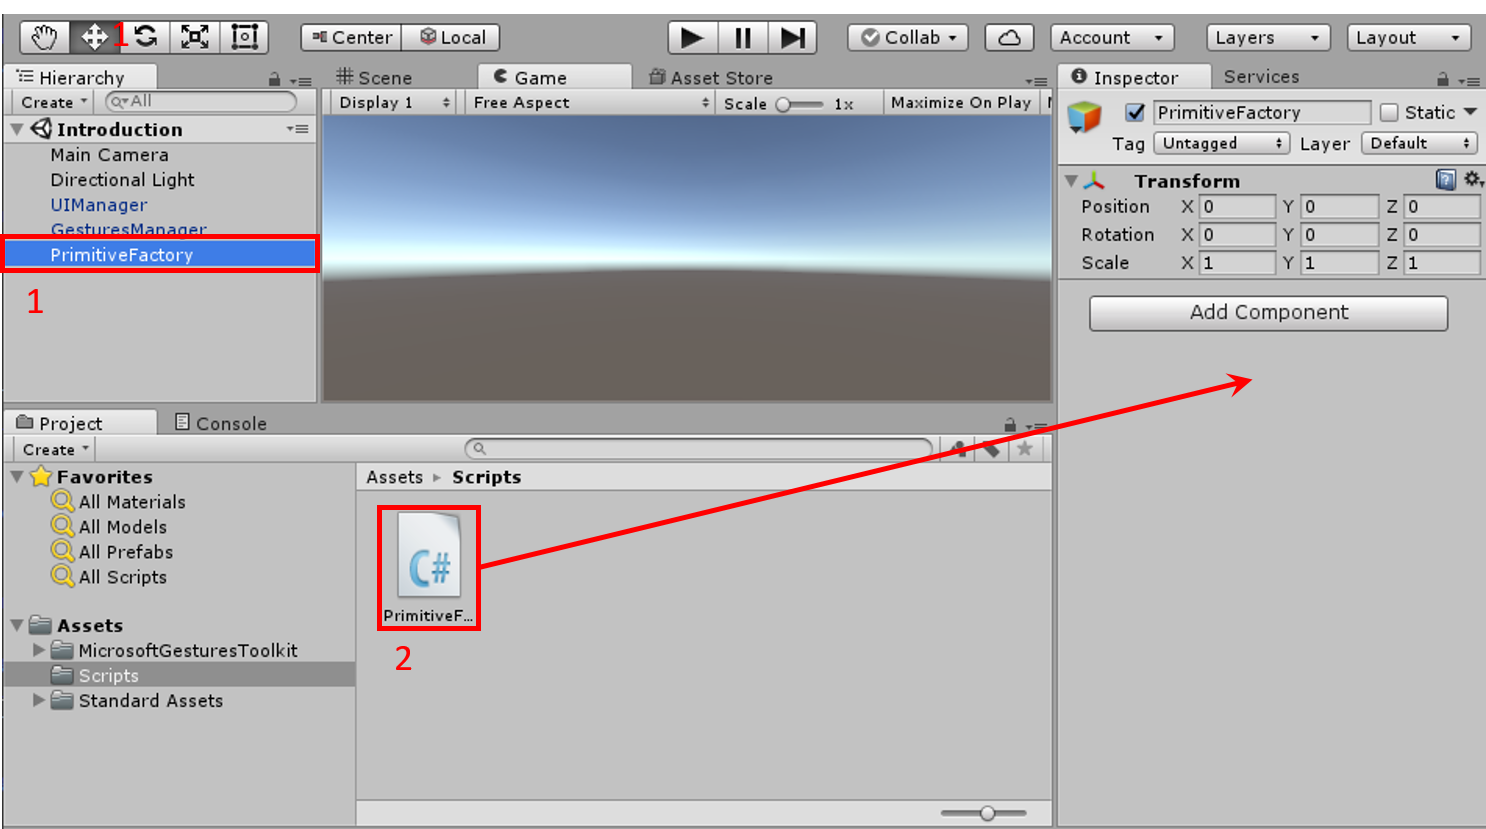 1
Center
Local
Collab
Account
Layers
Layout
Hierarchy
Scene
Game
Asset Store
Inspector
Services
Create
All
Display 1
Free Aspect
Scale
1x
Maximize On Play
PrimitiveFactory
Static
Tag
Untagged
Layer
Default
Introduction
Main Camera
Directional Light
UIManager
GesturesManager
PrimitiveFactory
1
Transform
Position X 0 Y 0 Z 0
Rotation X 0 Y 0 Z 0
Scale X 1 Y 1 Z 1
Add Component
Project
Console
Create
Favorites
All Materials
All Models
All Prefabs
All Scripts
Assets
MicrosoftGesturesToolkit
Scripts
Standard Assets
Assets ▸ Scripts
C#
PrimitiveF...
2